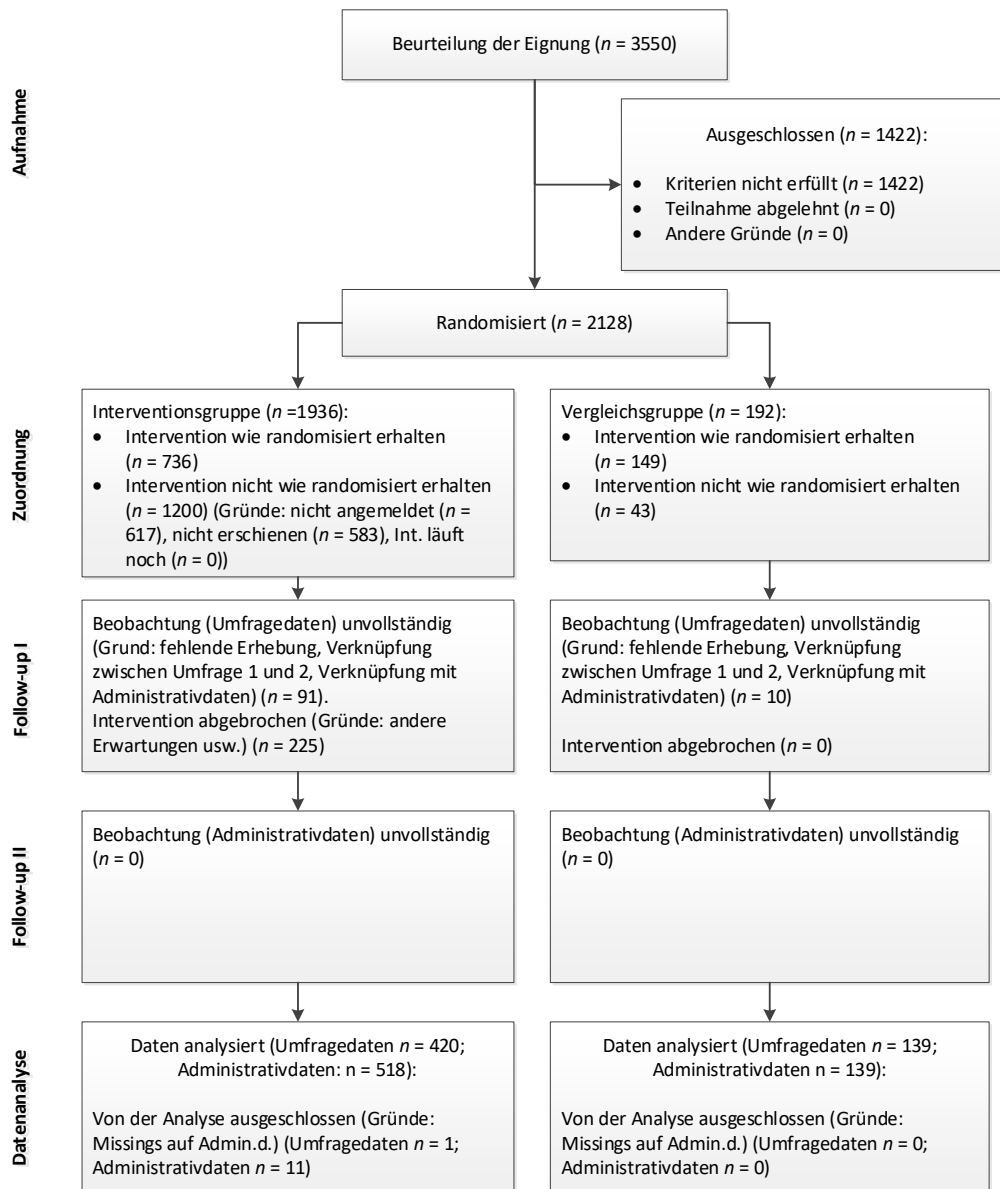 Beurteilung der Eignung (n = 3550)
Aufnahme
Ausgeschlossen (n = 1422):
• Kriterien nicht erfüllt (n = 1422)
• Teilnahme abgelehnt (n = 0)
• Andere Gründe (n = 0)
Randomisiert (n = 2128)
Zuordnung
Interventionsgruppe (n =1936):
• Intervention wie randomisiert erhalten
(n = 736)
• Intervention nicht wie randomisiert erhalten
(n = 1200) (Gründe: nicht angemeldet (n =
617), nicht erschienen (n = 583), Int. läuft
noch (n = 0))
Vergleichsgruppe (n = 192):
• Intervention wie randomisiert erhalten
(n = 149)
• Intervention nicht wie randomisiert erhalten
(n = 43)
Follow-up I
Beobachtung (Umfragedaten) unvollständig
(Grund: fehlende Erhebung, Verknüpfung
zwischen Umfrage 1 und 2, Verknüpfung mit
Administrativdaten) (n = 91).
Intervention abgebrochen (Gründe: andere
Erwartungen usw.) (n = 225)
Beobachtung (Umfragedaten) unvollständig
(Grund: fehlende Erhebung, Verknüpfung
zwischen Umfrage 1 und 2, Verknüpfung mit
Administrativdaten) (n = 10)
Intervention abgebrochen (n = 0)
Follow-up II
Beobachtung (Administrativdaten) unvollständig
(n = 0)
Beobachtung (Administrativdaten) unvollständig
(n = 0)
Datenanalyse
Daten analysiert (Umfragedaten n = 420;
Administrativdaten: n = 518):
Von der Analyse ausgeschlossen (Gründe:
Missings auf Admin.d.) (Umfragedaten n = 1;
Administrativdaten n = 11)
Daten analysiert (Umfragedaten n = 139;
Administrativdaten n = 139):
Von der Analyse ausgeschlossen (Gründe:
Missings auf Admin.d.) (Umfragedaten n = 0;
Administrativdaten n = 0)